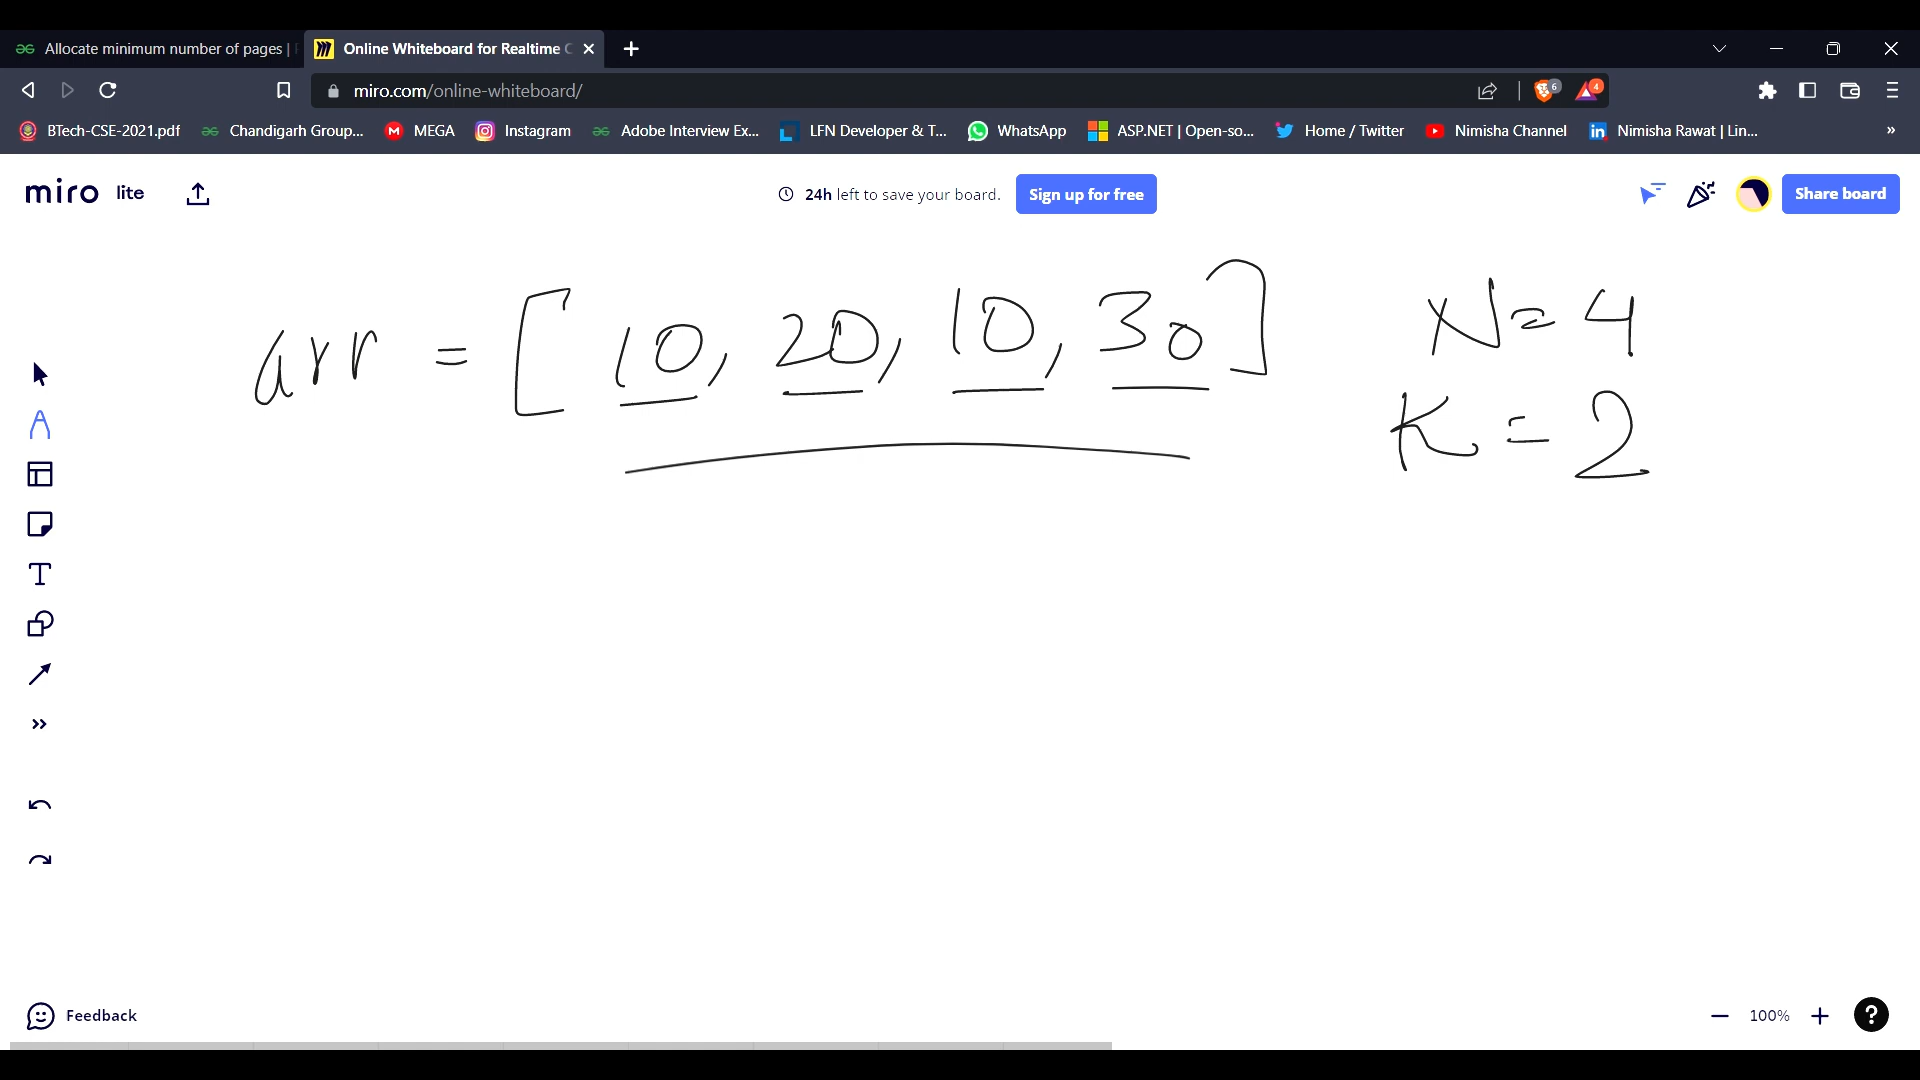 Allocate minimum number of pages |
Online Whiteboard for Realtime C
miro.com/online-whiteboard/
6
4
BTech-CSE-2021.pdf
Chandigarh Group...
MEGA
Instagram
Adobe Interview Ex...
LFN Developer & T...
WhatsApp
ASP.NET | Open-so...
Home / Twitter
Nimisha Channel
Nimisha Rawat | Lin...
»
miro lite
24h left to save your board.
Sign up for free
Share board
arr = [10, 20, 10, 30]
N = 4
K = 2
Feedback
100%